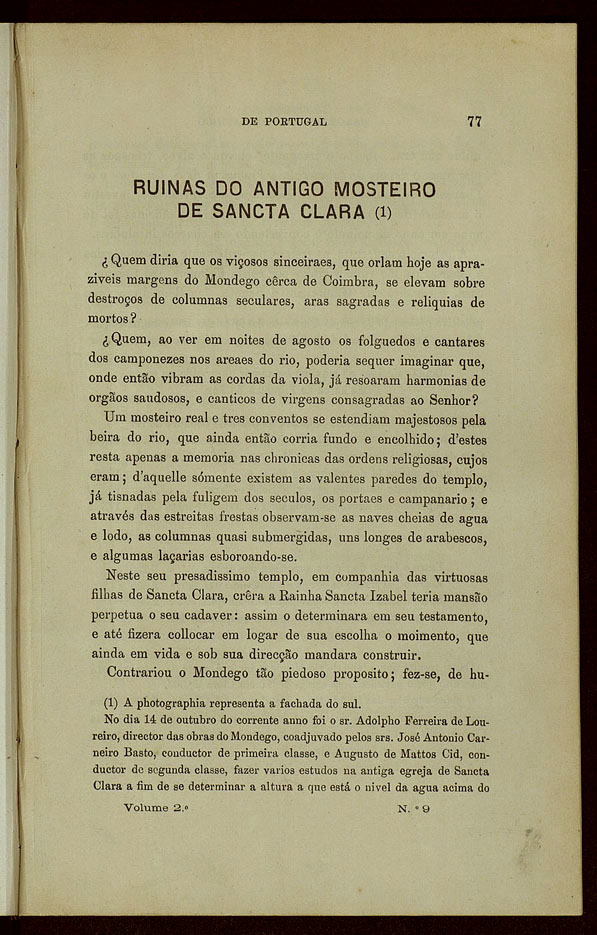 DE PORTUGAL 77
RUINAS DO ANTIGO MOSTEIRO
DE SANCTA CLARA (1)
¿Quem diria que os viçosos sinceiraes, que orlam hoje as apra-
ziveis margens do Mondego cêrca de Coimbra, se elevam sobre
destroços de columnas seculares, aras sagradas e reliquias de
mortos?
¿Quem, ao ver em noites de agosto os folguedos e cantares
dos camponezes nos areaes do rio, poderia sequer imaginar que,
onde então vibram as cordas da viola, já resoaram harmonias de
orgãos saudosos, e canticos de virgens consagradas ao Senhor?
Um mosteiro real e tres conventos se estendiam majestosos pela
beira do rio, que ainda então corria fundo e encolhido; d'estes
resta apenas a memoria nas chronicas das ordens religiosas, cujos
eram; d'aquelle sómente existem as valentes paredes do templo,
já tisnadas pela fuligem dos seculos, os portaes e campanario; e
através das estreitas frestas observam-se as naves cheias de agua
e lodo, as columnas quasi submergidas, uns longes de arabescos,
e algumas laçarias esboroando-se.
Neste seu presadissimo templo, em companhia das virtuosas
filhas de Sancta Clara, crêra a Rainha Sancta Izabel teria mansão
perpetua o seu cadaver: assim o determinara em seu testamento,
e até fizera collocar em logar de sua escolha o moimento, que
ainda em vida e sob sua direcção mandara construir.
Contrariou o Mondego tão piedoso proposito; fez-se, de hu-
(1) A photographia representa a fachada do sul.
No dia 14 de outubro do corrente anno foi o sr. Adolpho Ferreira de Lou-
reiro, director das obras do Mondego, coadjuvado pelos srs. José Antonio Car-
neiro Basto, conductor de primeira classe, e Augusto de Mattos Cid, con-
ductor de segunda classe, fazer varios estudos na antiga egreja de Sancta
Clara a fim de se determinar a altura a que está o nivel da agua acima do
Volume 2.º N.º 9